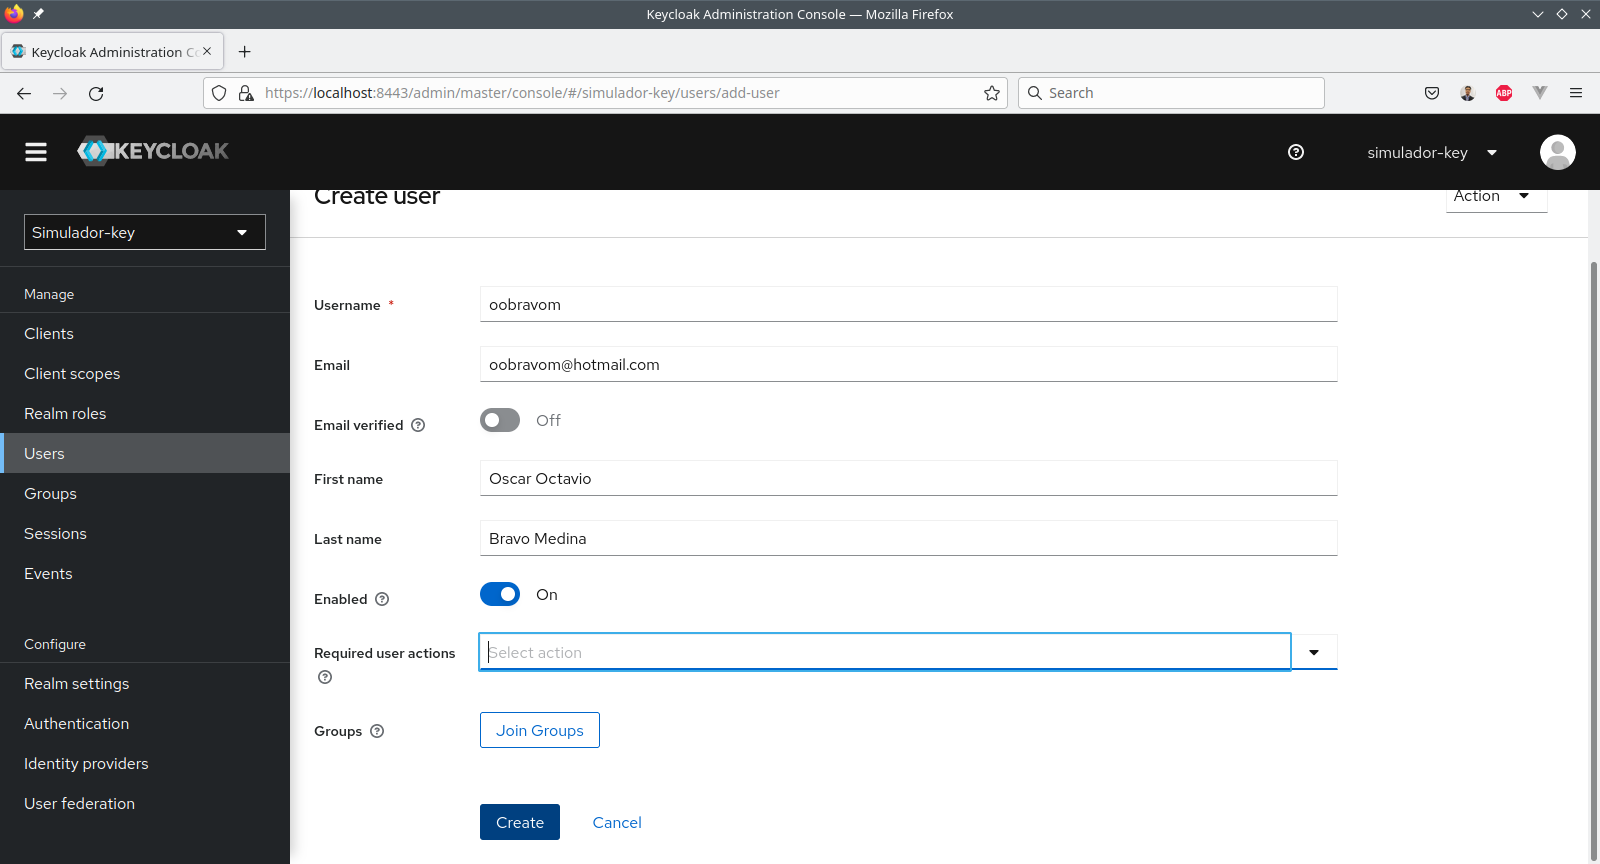 Keycloak Administration Console — Mozilla Firefox
Keycloak Administration Co
https://localhost:8443/admin/master/console/#/simulador-key/users/add-user
Search
ABP
KEYCLOAK
simulador-key
Simulador-key
Manage
Clients
Client scopes
Realm roles
Users
Groups
Sessions
Events
Configure
Realm settings
Authentication
Identity providers
User federation
Create user
Action
Username *
oobravom
Email
oobravom@hotmail.com
Email verified
Off
First name
Oscar Octavio
Last name
Bravo Medina
Enabled
On
Required user actions
Select action
Groups
Join Groups
Create
Cancel